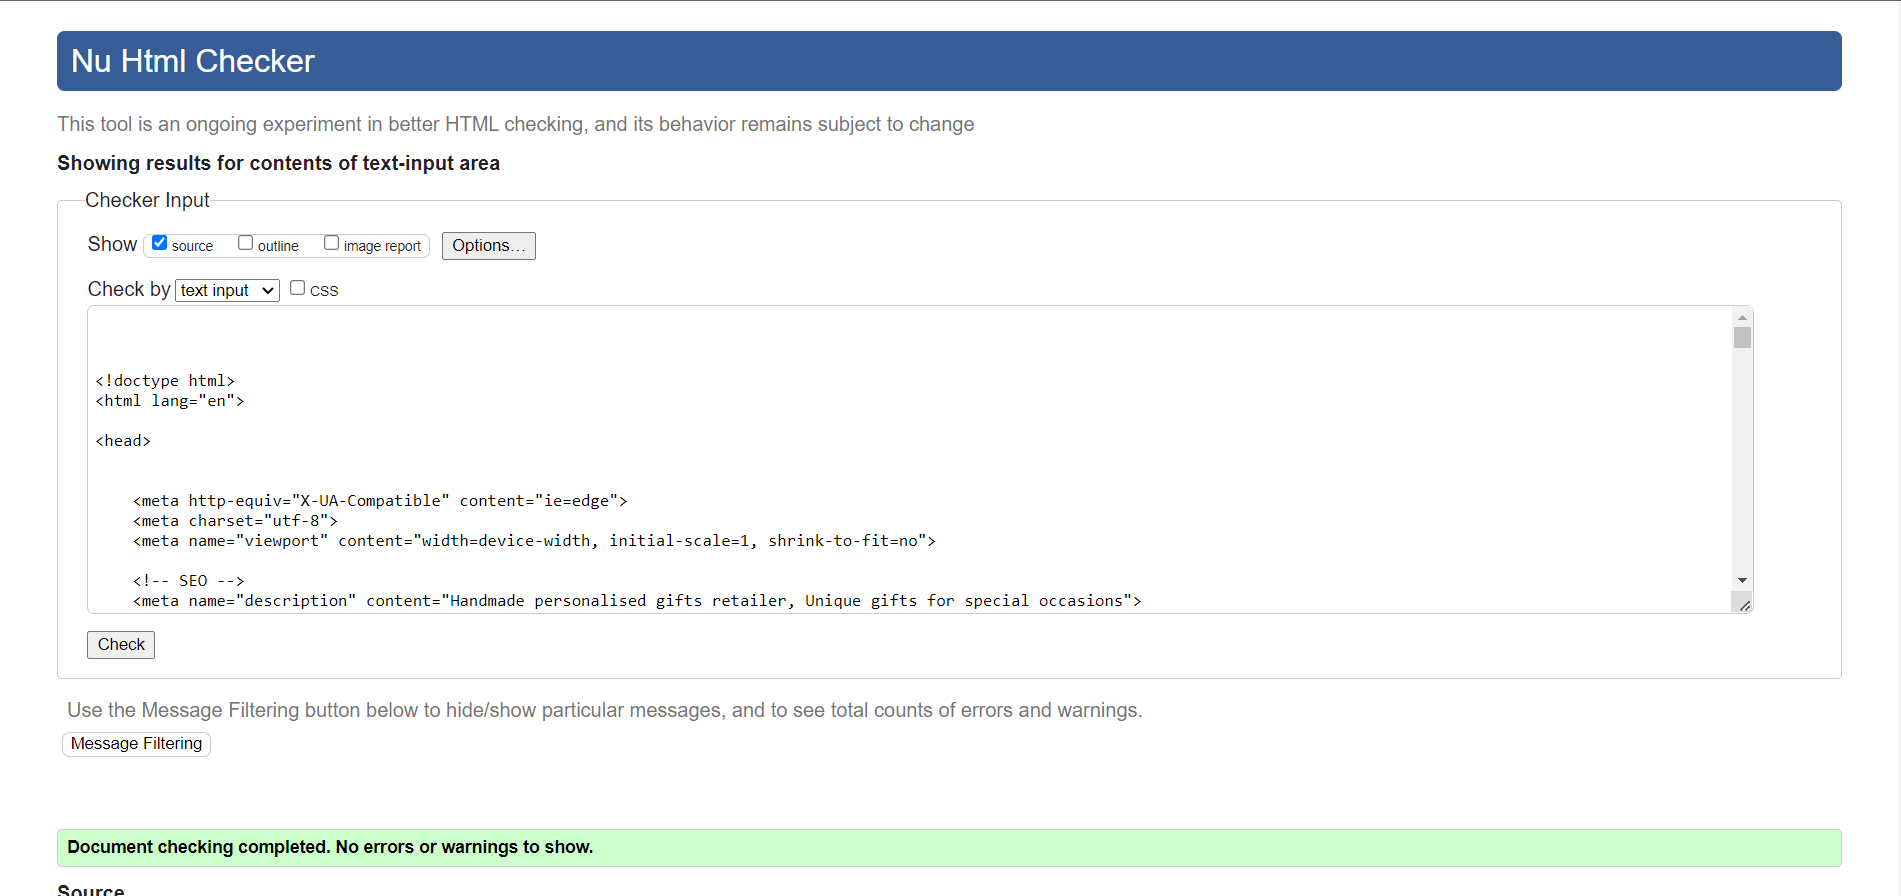 Nu Html Checker
This tool is an ongoing experiment in better HTML checking, and its behavior remains subject to change
Showing results for contents of text-input area
Checker Input
Show source outline image report Options...
Check by text input CSS
<!doctype html>
<html lang="en">
<head>
<meta http-equiv="X-UA-Compatible" content="ie=edge">
<meta charset="utf-8">
<meta name="viewport" content="width=device-width, initial-scale=1, shrink-to-fit=no">
<!-- SEO -->
<meta name="description" content="Handmade personalised gifts retailer, Unique gifts for special occasions">
Check
Use the Message Filtering button below to hide/show particular messages, and to see total counts of errors and warnings.
Message Filtering
Document checking completed. No errors or warnings to show.
Source